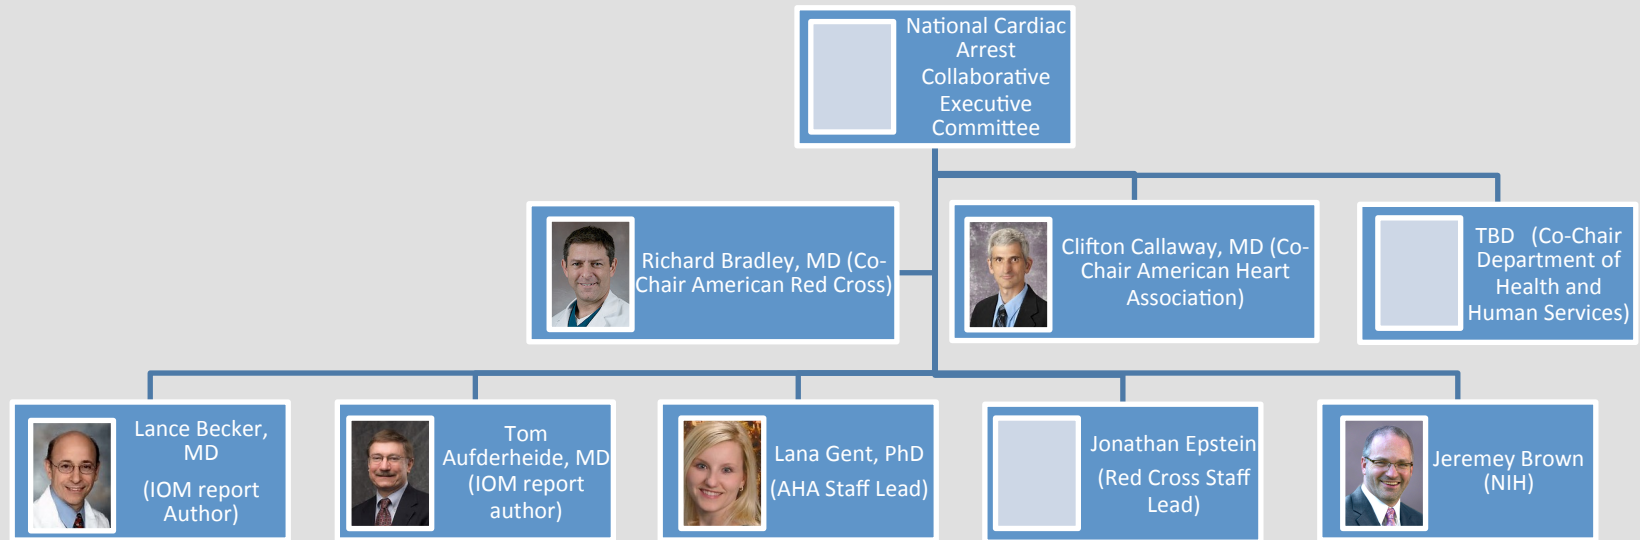 National Cardiac
Arrest
Collaborative
Executive
Committee
Richard Bradley, MD (Co-
Chair American Red Cross)
Clifton Callaway, MD (Co-
Chair American Heart
Association)
TBD (Co-Chair
Department of
Health and
Human Services)
Lance Becker,
MD
(IOM report
Author)
Tom
Aufderheide, MD
(IOM report
author)
Lana Gent, PhD
(AHA Staff Lead)
Jonathan Epstein
(Red Cross Staff
Lead)
Jeremey Brown
(NIH)